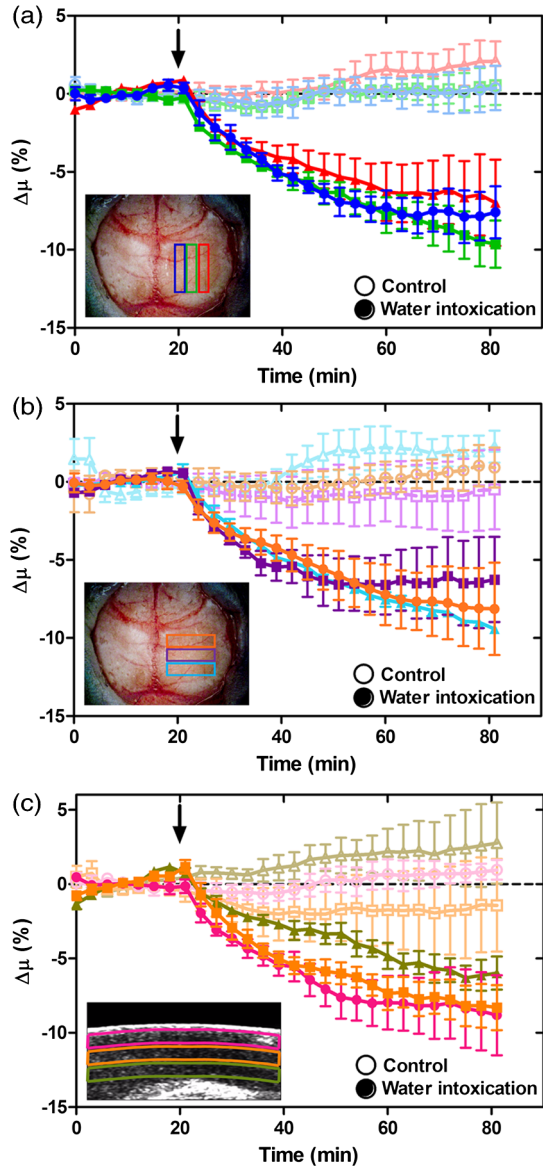 (a)
5
0
-5
-10
-15
Δμ (%)
Control
Water intoxication
0 20 40 60 80
Time (min)
(b)
5
0
-5
-10
-15
Δμ (%)
Control
Water intoxication
0 20 40 60 80
Time (min)
(c)
5
0
-5
-10
-15
Δμ (%)
Control
Water intoxication
0 20 40 60 80
Time (min)